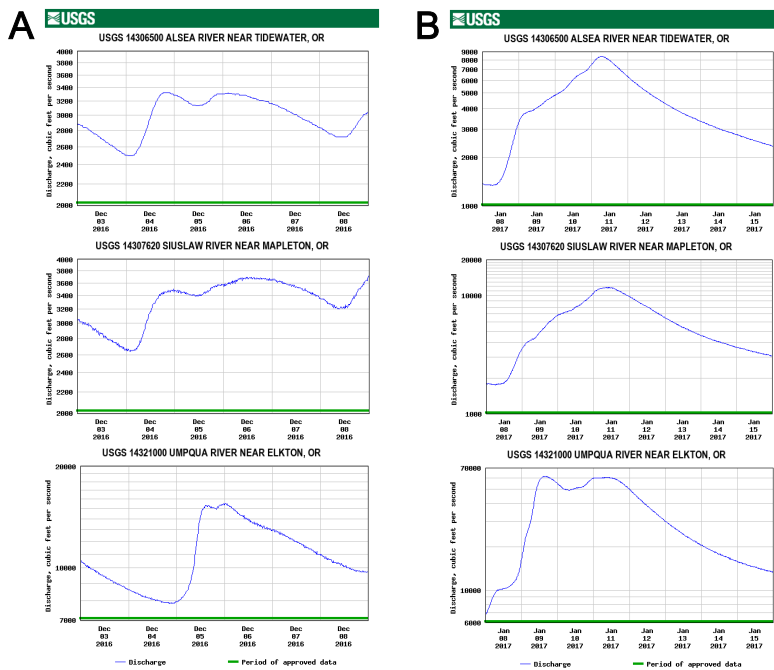 A
USGS
USGS 14306500 ALSEA RIVER NEAR TIDEWATER, OR
Discharge, cubic feet per second
4000
3800
3600
3400
3200
3000
2800
2600
2400
2200
2000
Dec 03 2016
Dec 04 2016
Dec 05 2016
Dec 06 2016
Dec 07 2016
Dec 08 2016
USGS 14307620 SIUSLAW RIVER NEAR MAPLETON, OR
Discharge, cubic feet per second
4000
3800
3600
3400
3200
3000
2800
2600
2400
2200
2000
Dec 03 2016
Dec 04 2016
Dec 05 2016
Dec 06 2016
Dec 07 2016
Dec 08 2016
USGS 14321000 UMPQUA RIVER NEAR ELKTON, OR
Discharge, cubic feet per second
20000
10000
7000
Dec 03 2016
Dec 04 2016
Dec 05 2016
Dec 06 2016
Dec 07 2016
Dec 08 2016
Discharge
Period of approved data
B
USGS
USGS 14306500 ALSEA RIVER NEAR TIDEWATER, OR
Discharge, cubic feet per second
9000
8000
7000
6000
5000
4000
3000
2000
1000
Jan 08 2017
Jan 09 2017
Jan 10 2017
Jan 11 2017
Jan 12 2017
Jan 13 2017
Jan 14 2017
Jan 15 2017
USGS 14307620 SIUSLAW RIVER NEAR MAPLETON, OR
Discharge, cubic feet per second
20000
10000
1000
Jan 08 2017
Jan 09 2017
Jan 10 2017
Jan 11 2017
Jan 12 2017
Jan 13 2017
Jan 14 2017
Jan 15 2017
USGS 14321000 UMPQUA RIVER NEAR ELKTON, OR
Discharge, cubic feet per second
70000
10000
6000
Jan 08 2017
Jan 09 2017
Jan 10 2017
Jan 11 2017
Jan 12 2017
Jan 13 2017
Jan 14 2017
Jan 15 2017
Discharge
Period of approved data